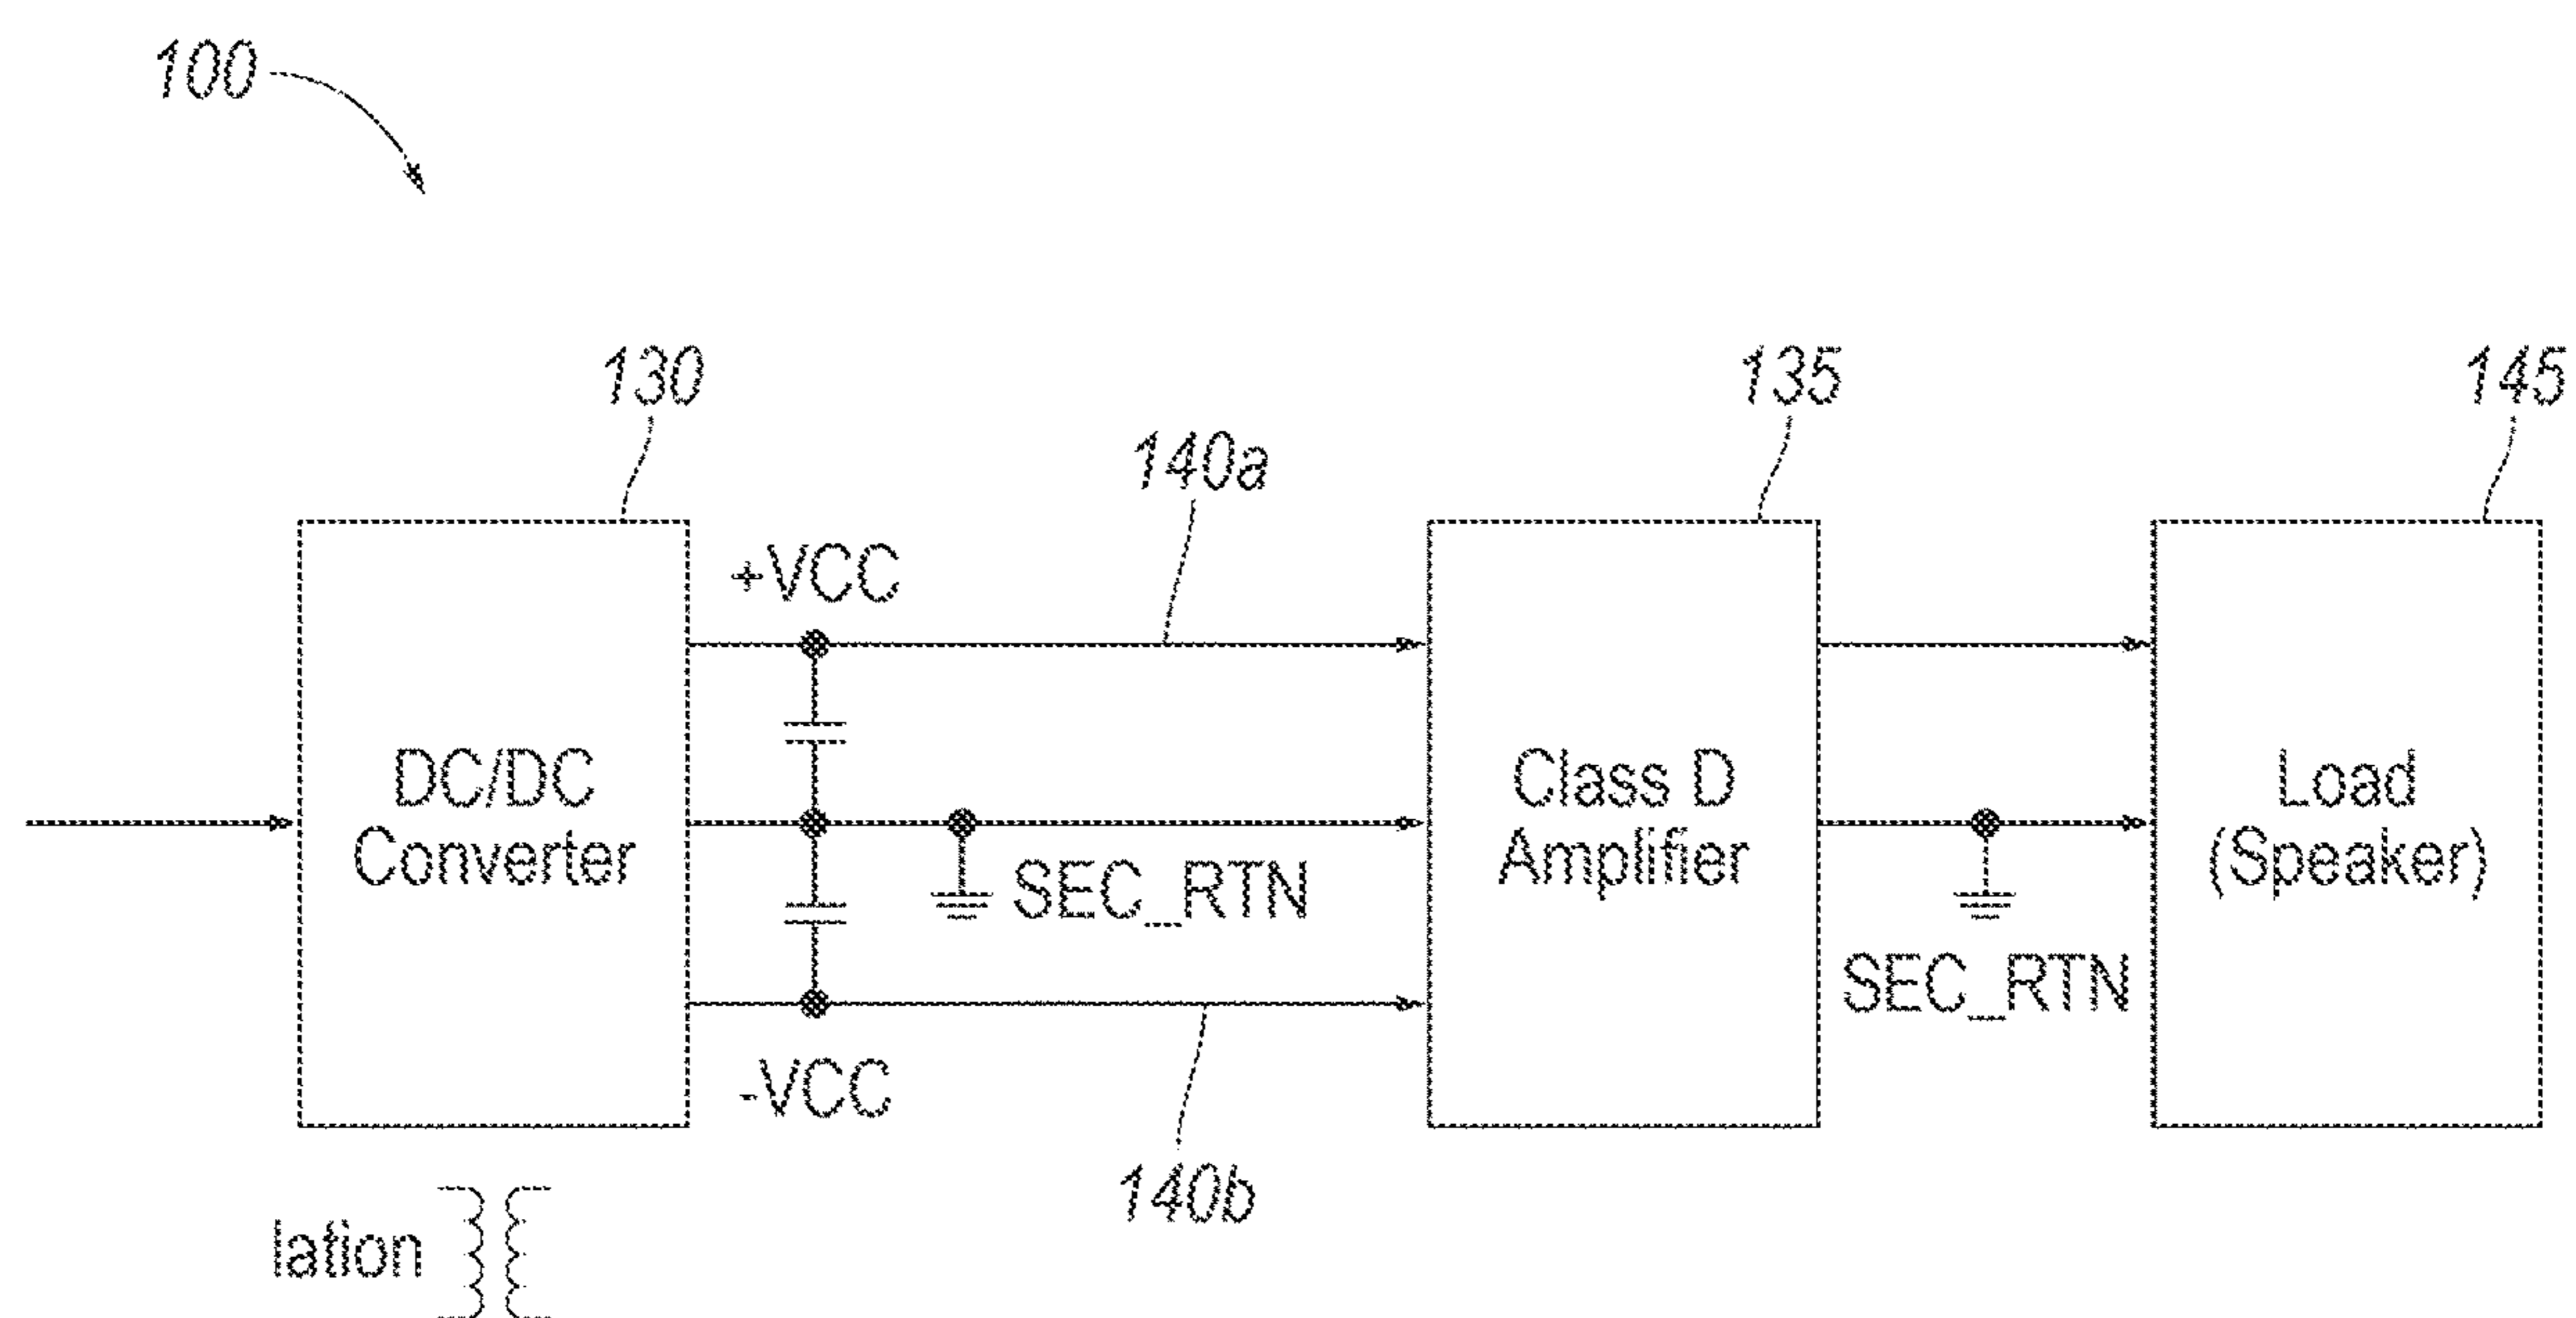 100
130
135
145
140a
+VCC
DC/DC
Converter
Class D
Amplifier
Load
(Speaker)
SEC_RTN
SEC_RTN
-VCC
140b
lation